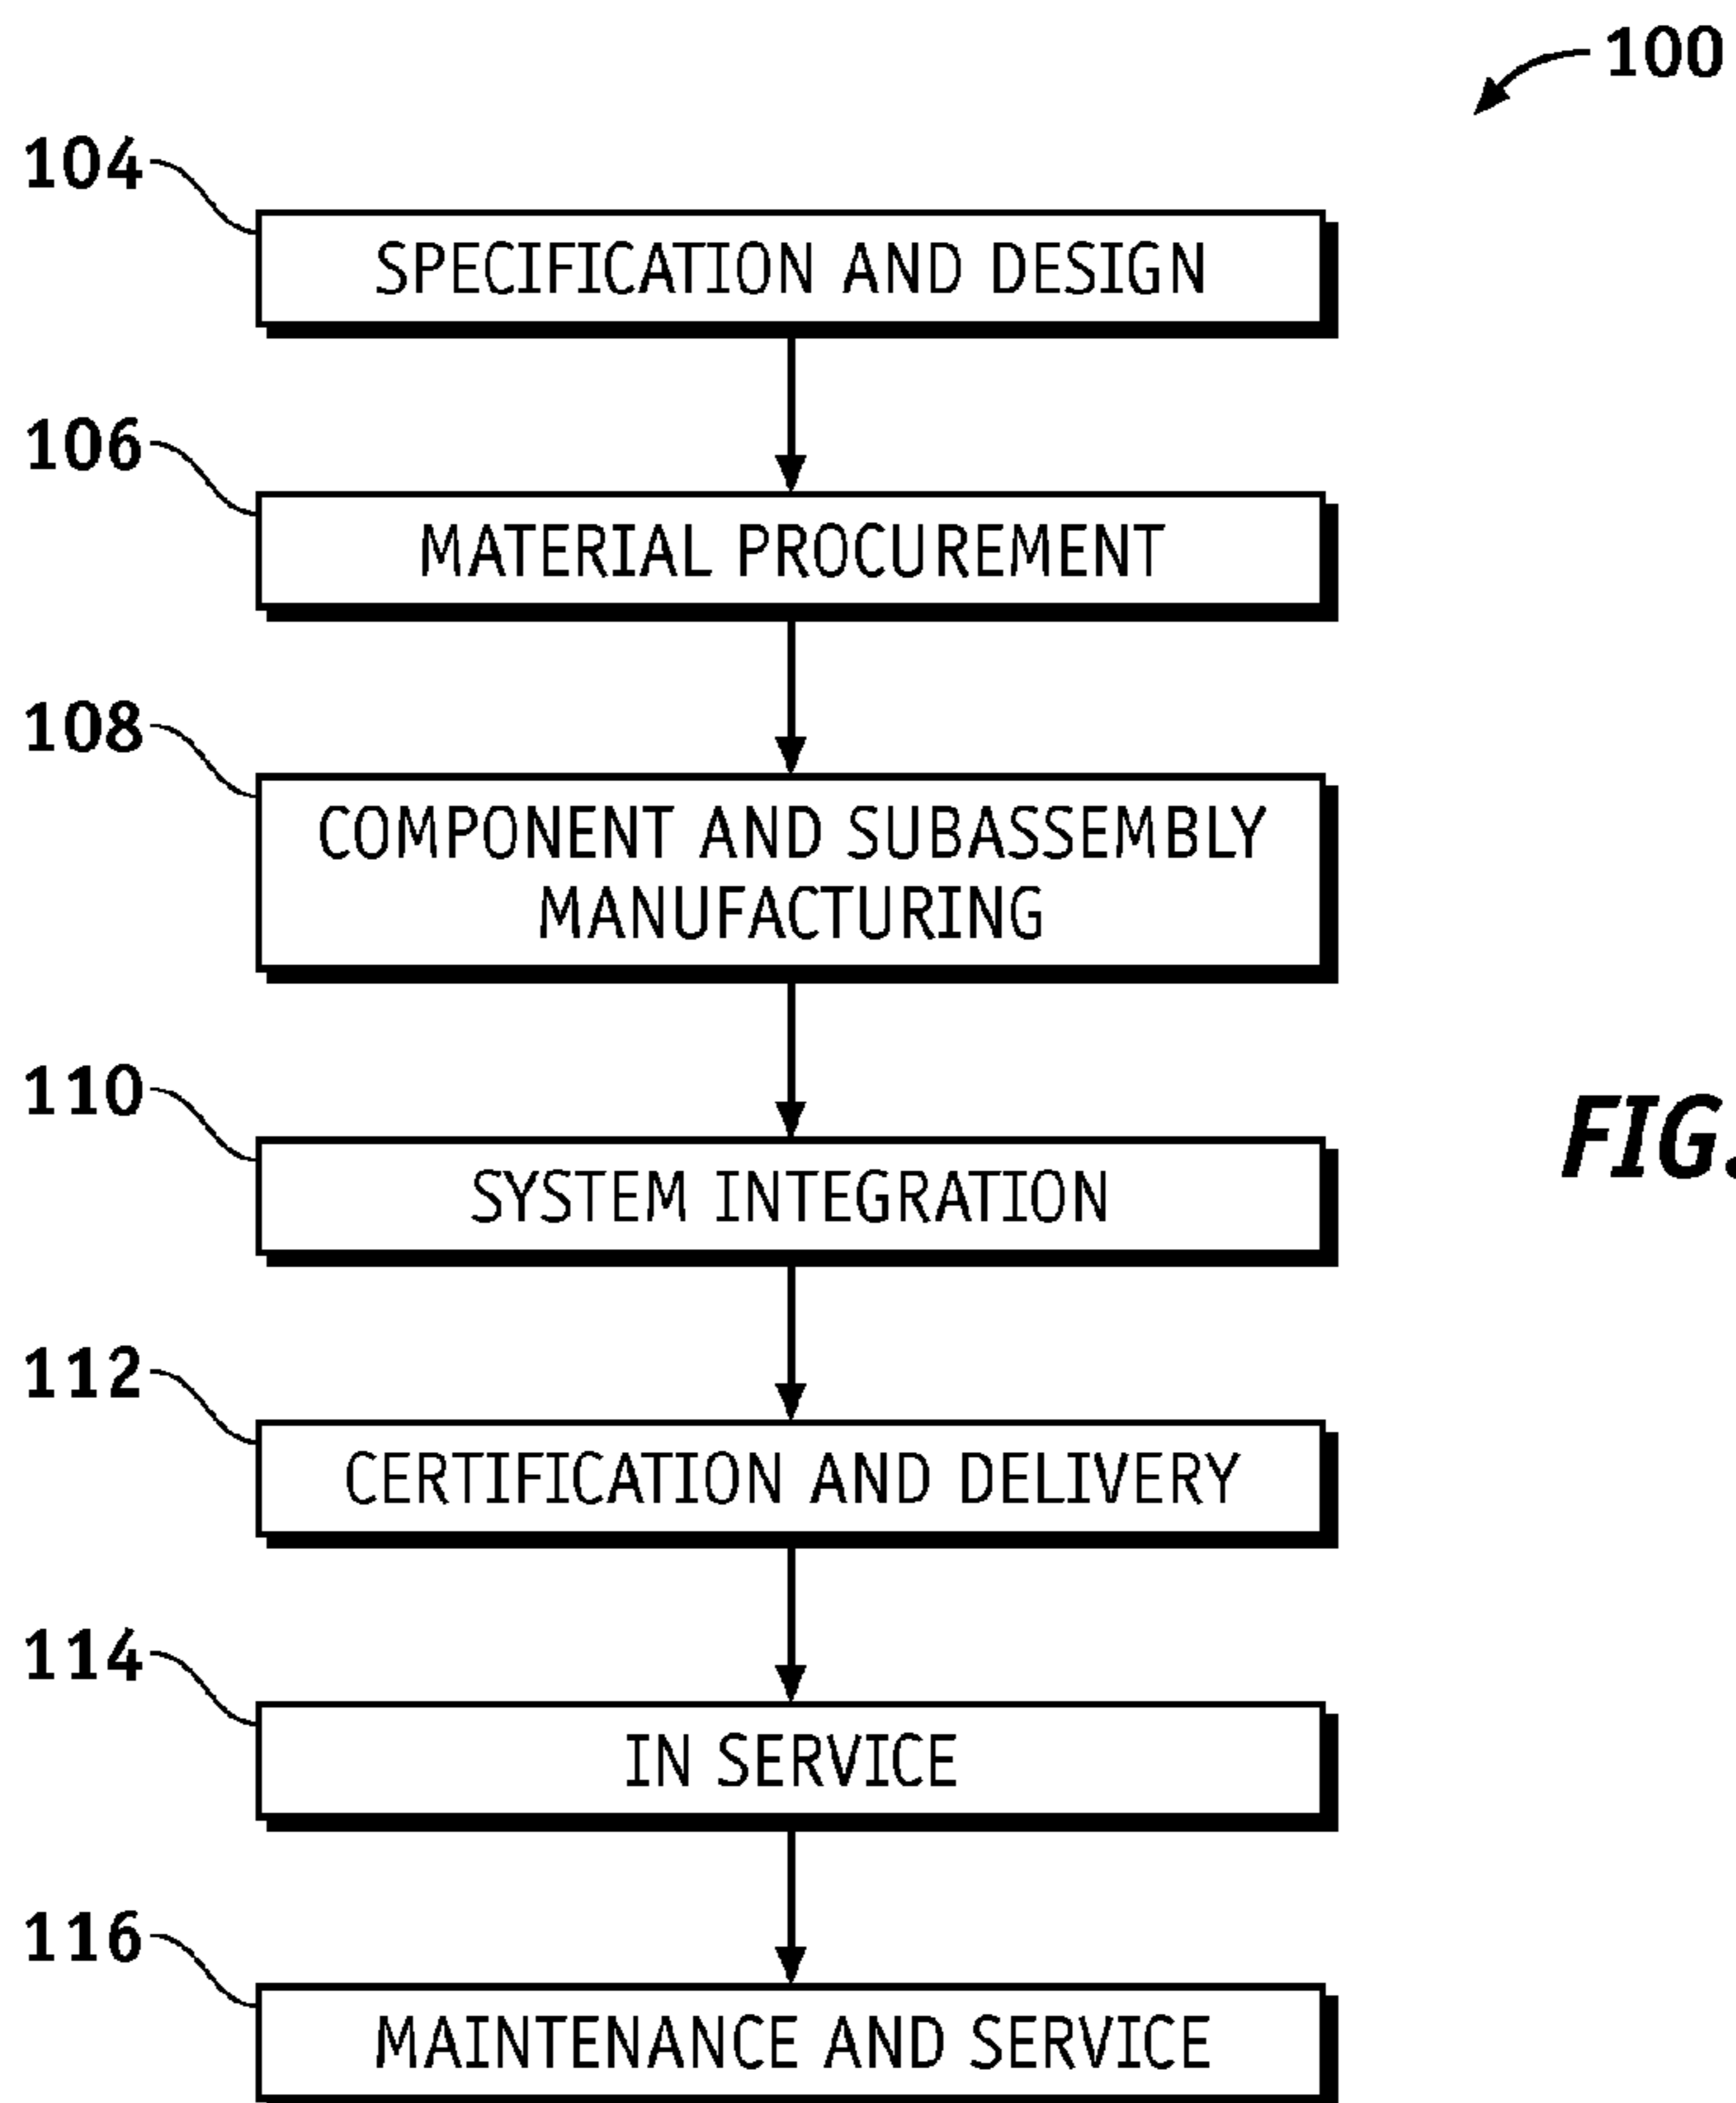 100
104
SPECIFICATION AND DESIGN
106
MATERIAL PROCUREMENT
108
COMPONENT AND SUBASSEMBLY
MANUFACTURING
110
SYSTEM INTEGRATION
FIG.
112
CERTIFICATION AND DELIVERY
114
IN SERVICE
116
MAINTENANCE AND SERVICE